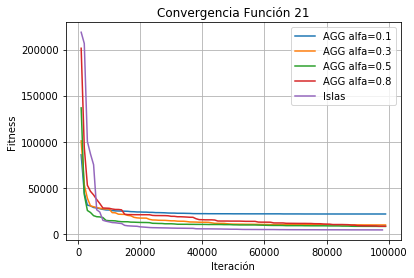 Convergencia Función 21
Fitness
200000
150000
100000
50000
0
AGG alfa=0.1
AGG alfa=0.3
AGG alfa=0.5
AGG alfa=0.8
Islas
0 20000 40000 60000 80000 100000
Iteración